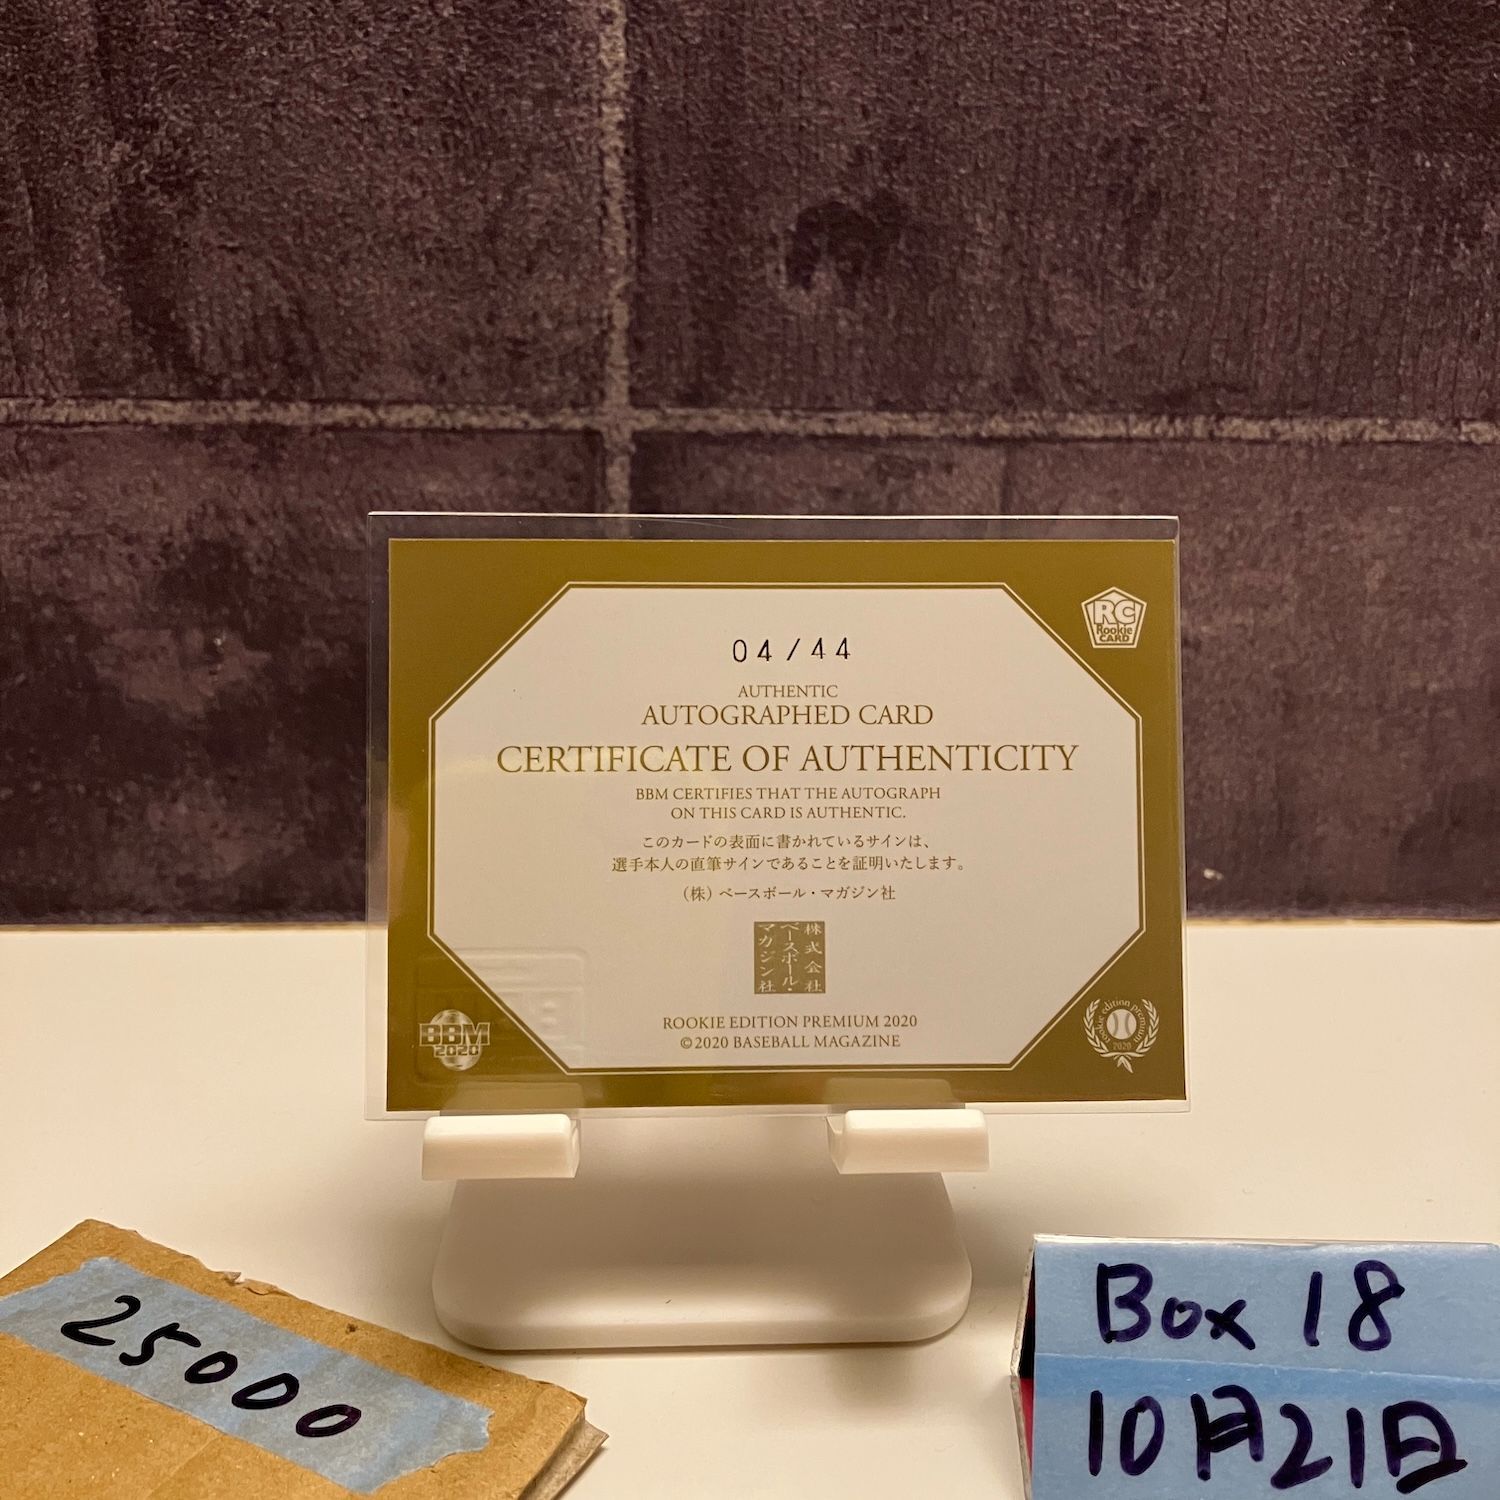 04/44
RC
Rookie
CARD
AUTHENTIC
AUTOGRAPHED CARD
CERTIFICATE OF AUTHENTICITY
BBM CERTIFIES THAT THE AUTOGRAPH
ON THIS CARD IS AUTHENTIC.
このカードの表面に書かれているサインは、
選手本人の直筆サインであることを証明いたします。
(株)ベースボール・マガジン社
株式会社
ベースボール・
マガジン社
ROOKIE EDITION PREMIUM 2020
©2020 BASEBALL MAGAZINE
BBM
2020
rookie edition premium
2020
25000
Box 18
10月21日